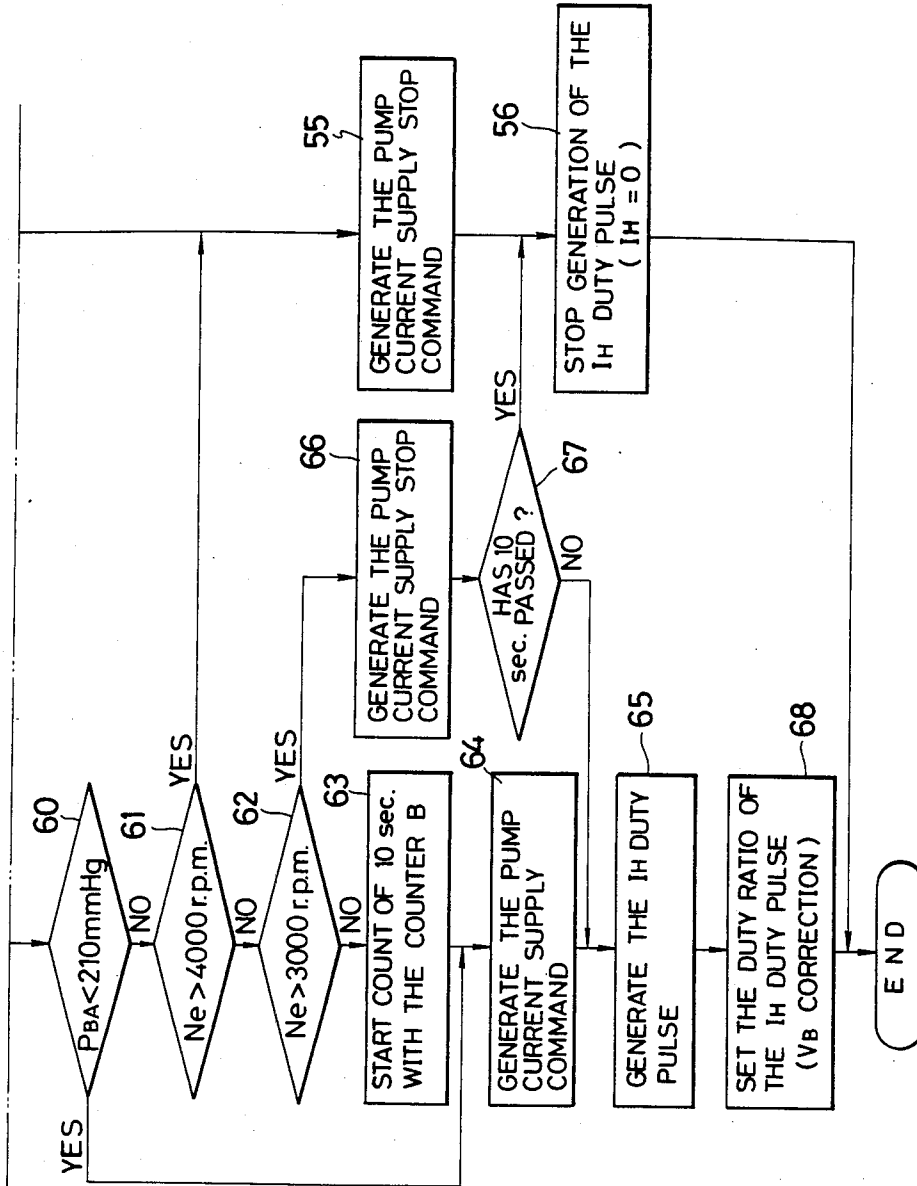 60
PBA<210mmHg
YES
NO
61
Ne>4000 r.p.m.
YES
NO
62
Ne>3000 r.p.m.
YES
NO
63
START COUNT OF 10 sec.
WITH THE COUNTER B
64
GENERATE THE PUMP
CURRENT SUPPLY
COMMAND
65
GENERATE THE IH DUTY
PULSE
68
SET THE DUTY RATIO OF
THE IH DUTY PULSE
(VB CORRECTION)
END
66
GENERATE THE PUMP
CURRENT SUPPLY STOP
COMMAND
67
HAS 10
sec. PASSED ?
YES
NO
55
GENERATE THE PUMP
CURRENT SUPPLY STOP
COMMAND
56
STOP GENERATION OF THE
IH DUTY PULSE
( IH = 0 )